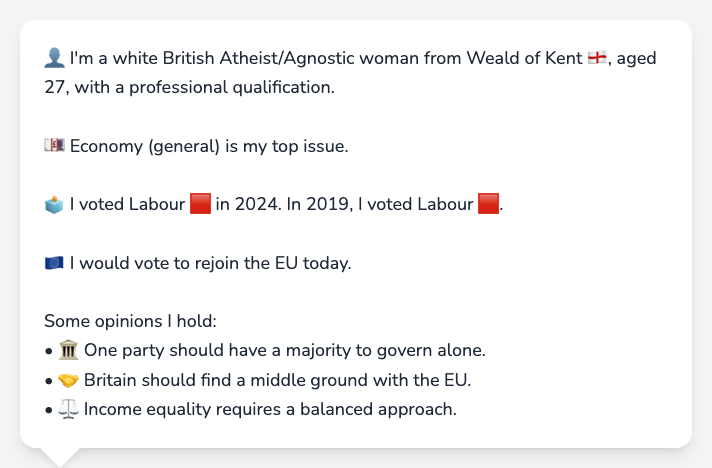 👤 I'm a white British Atheist/Agnostic woman from Weald of Kent 🏴󠁧󠁢󠁥󠁮󠁧󠁿, aged
27, with a professional qualification.
💷 Economy (general) is my top issue.
🗳️ I voted Labour 🟥 in 2024. In 2019, I voted Labour 🟥.
🇪🇺 I would vote to rejoin the EU today.
Some opinions I hold:
• 🏛️ One party should have a majority to govern alone.
• 🤝 Britain should find a middle ground with the EU.
• ⚖️ Income equality requires a balanced approach.